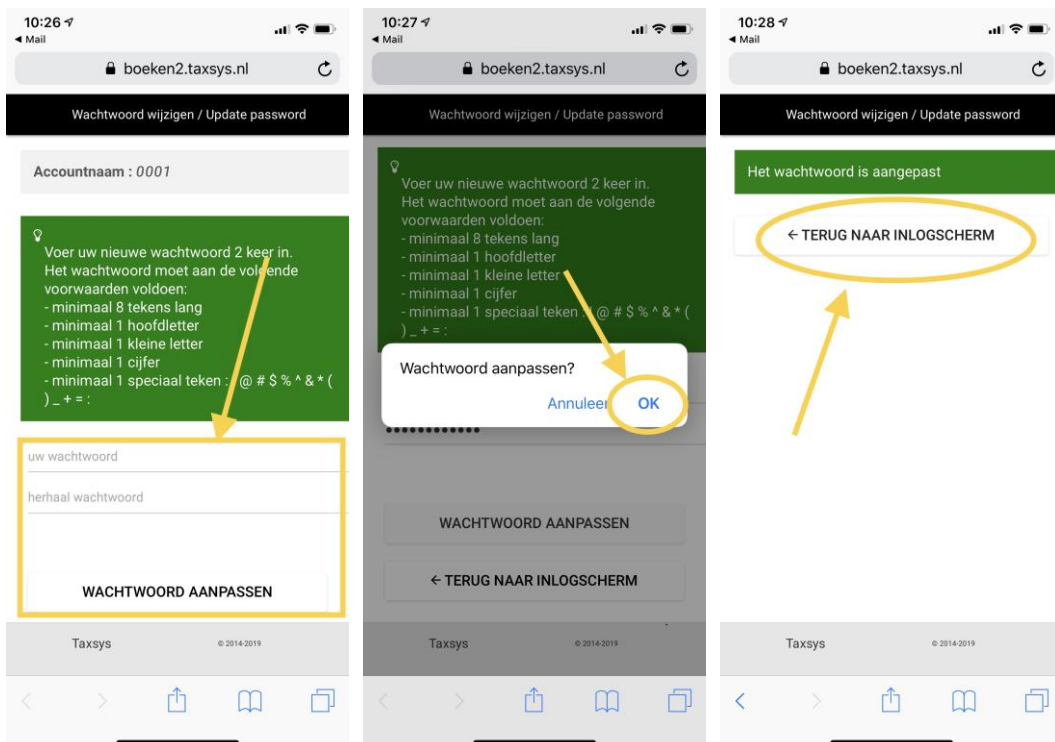 10:26
◀ Mail
boeken2.taxsys.nl
Wachtwoord wijzigen / Update password
Accountnaam : 0001
Voer uw nieuwe wachtwoord 2 keer in.
Het wachtwoord moet aan de volgende
voorwaarden voldoen:
- minimaal 8 tekens lang
- minimaal 1 hoofdletter
- minimaal 1 kleine letter
- minimaal 1 cijfer
- minimaal 1 speciaal teken : @ # $ % ^ & * (
) _ + = :
uw wachtwoord
herhaal wachtwoord
WACHTWOORD AANPASSEN
Taxsys © 2014-2019
10:27
◀ Mail
boeken2.taxsys.nl
Wachtwoord wijzigen / Update password
Voer uw nieuwe wachtwoord 2 keer in.
Het wachtwoord moet aan de volgende
voorwaarden voldoen:
- minimaal 8 tekens lang
- minimaal 1 hoofdletter
- minimaal 1 kleine letter
- minimaal 1 cijfer
- minimaal 1 speciaal teken : ! @ # $ % ^ & * (
) _ + = :
Wachtwoord aanpassen?
Annuleer OK
••••••••••••
WACHTWOORD AANPASSEN
← TERUG NAAR INLOGSCHERM
Taxsys © 2014-2019
10:28
◀ Mail
boeken2.taxsys.nl
Wachtwoord wijzigen / Update password
Het wachtwoord is aangepast
← TERUG NAAR INLOGSCHERM
Taxsys © 2014-2019